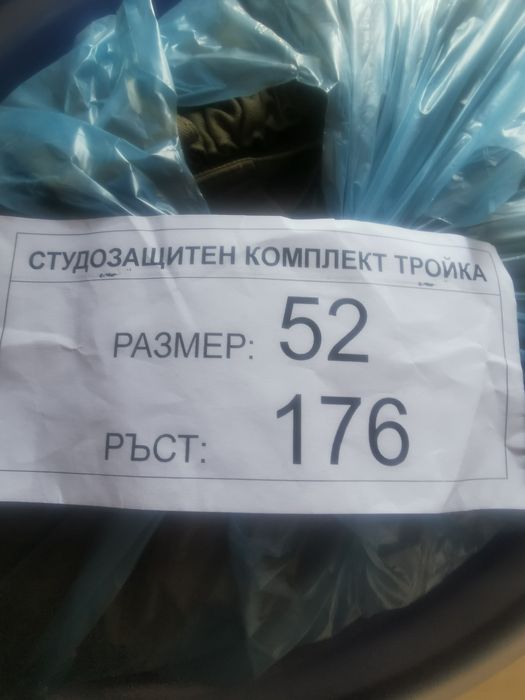 СТУДОЗАЩИТЕН КОМПЛЕКТ ТРОЙКА
РАЗМЕР: 52
РЪСТ: 176